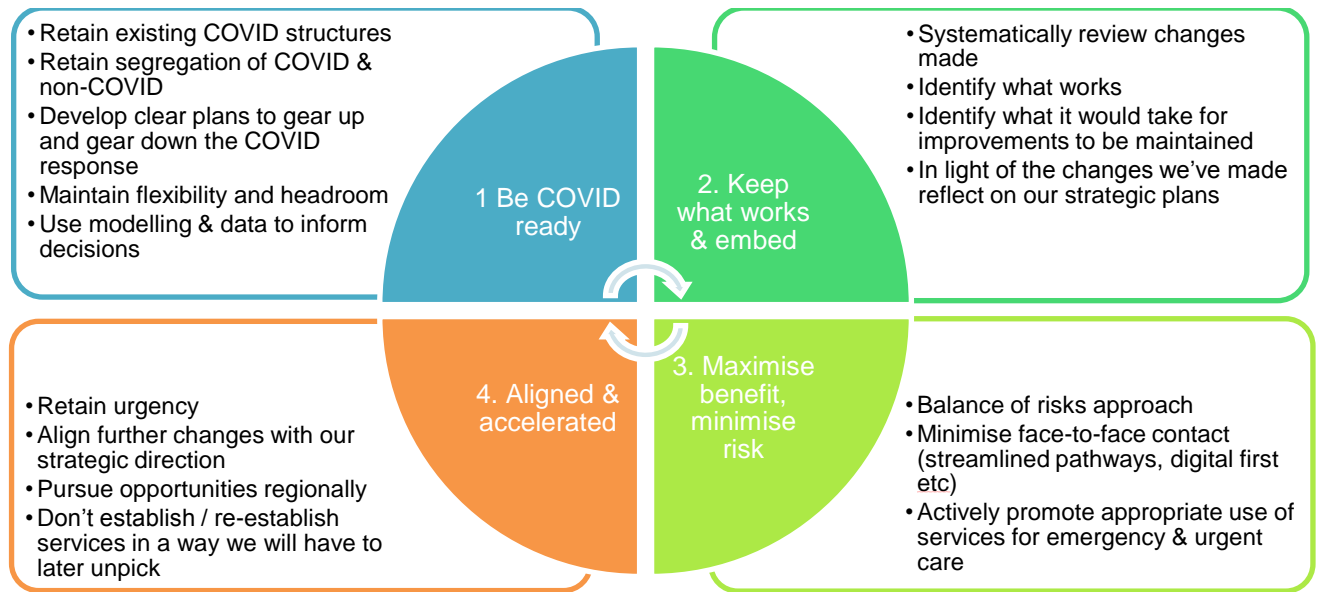 • Retain existing COVID structures
• Retain segregation of COVID &
non-COVID
• Develop clear plans to gear up
and gear down the COVID
response
• Maintain flexibility and headroom
• Use modelling & data to inform
decisions
1 Be COVID
ready
2. Keep
what works
& embed
• Systematically review changes
made
• Identify what works
• Identify what it would take for
improvements to be maintained
• In light of the changes we've made
reflect on our strategic plans
• Retain urgency
• Align further changes with our
strategic direction
• Pursue opportunities regionally
• Don't establish / re-establish
services in a way we will have to
later unpick
4. Aligned &
accelerated
3. Maximise
benefit,
minimise
risk
• Balance of risks approach
• Minimise face-to-face contact
(streamlined pathways, digital first
etc)
• Actively promote appropriate use of
services for emergency & urgent
care